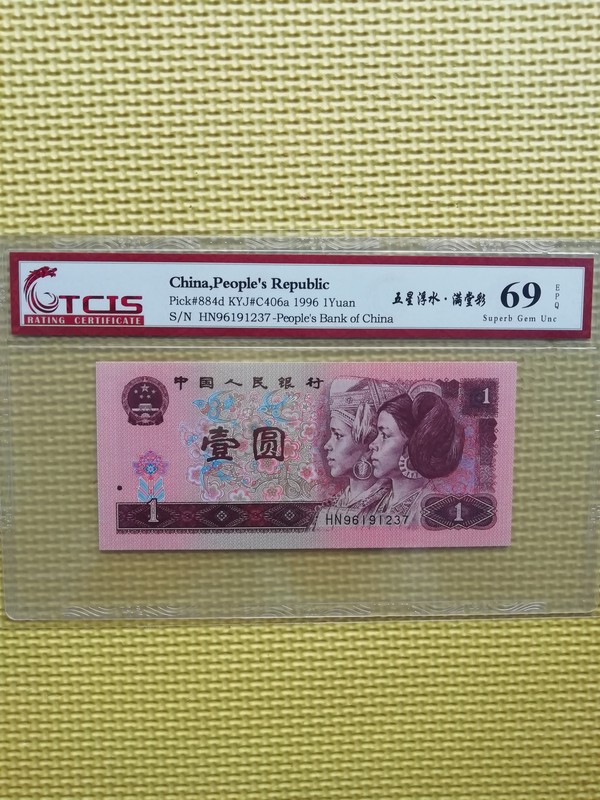 TCIS
RATING CERTIFICATE
China,People's Republic
Pick#884d KYJ#C406a 1996 1Yuan
S/N HN96191237-People's Bank of China
五星浮水·满堂彩
69
EPQ
Superb Gem Unc
中国人民银行
1
壹圆
1
HN96191237
1